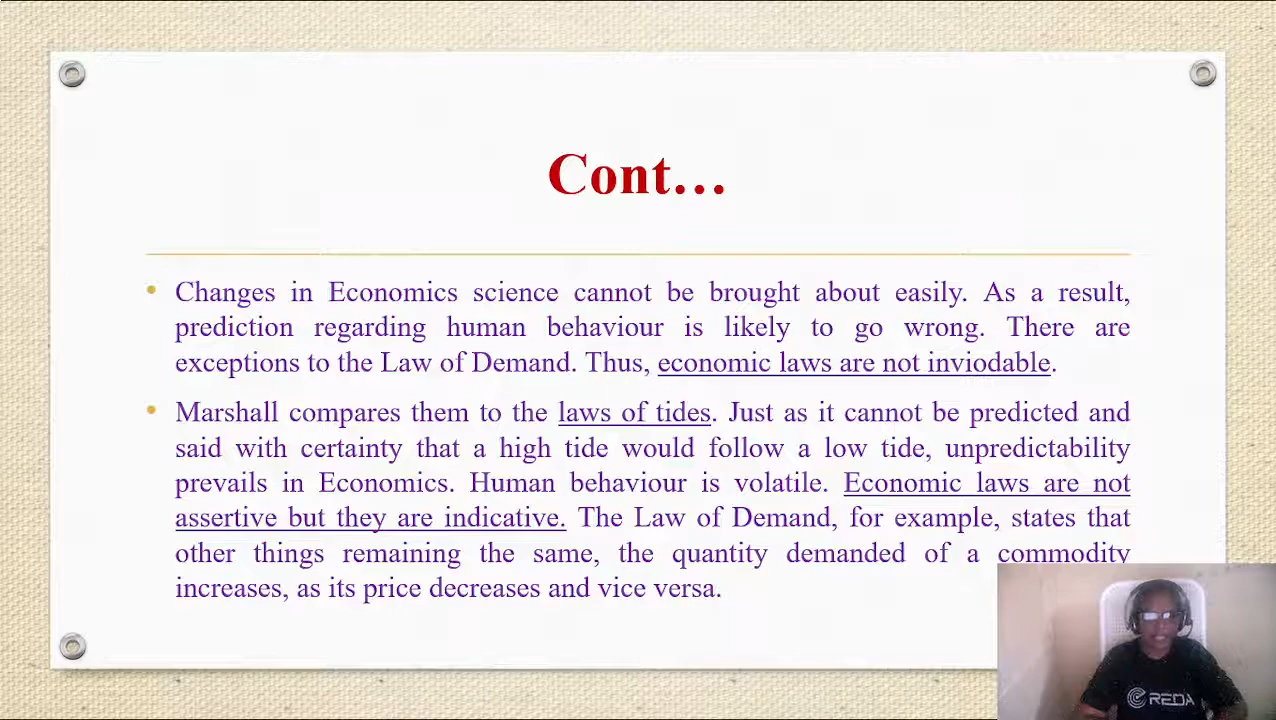 Cont...
• Changes in Economics science cannot be brought about easily. As a result,
prediction regarding human behaviour is likely to go wrong. There are
exceptions to the Law of Demand. Thus, economic laws are not inviodable.
• Marshall compares them to the laws of tides. Just as it cannot be predicted and
said with certainty that a high tide would follow a low tide, unpredictability
prevails in Economics. Human behaviour is volatile. Economic laws are not
assertive but they are indicative. The Law of Demand, for example, states that
other things remaining the same, the quantity demanded of a commodity
increases, as its price decreases and vice versa.
REDA